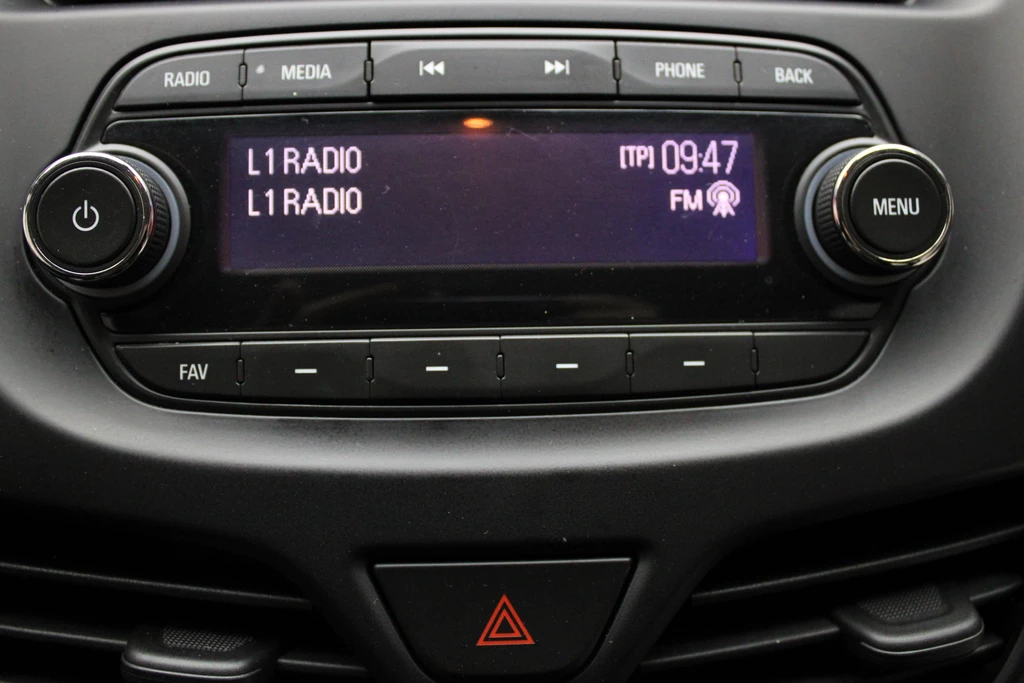 RADIO
MEDIA
PHONE
BACK
L1 RADIO
[TP] 09:47
L1 RADIO
FM
MENU
FAV